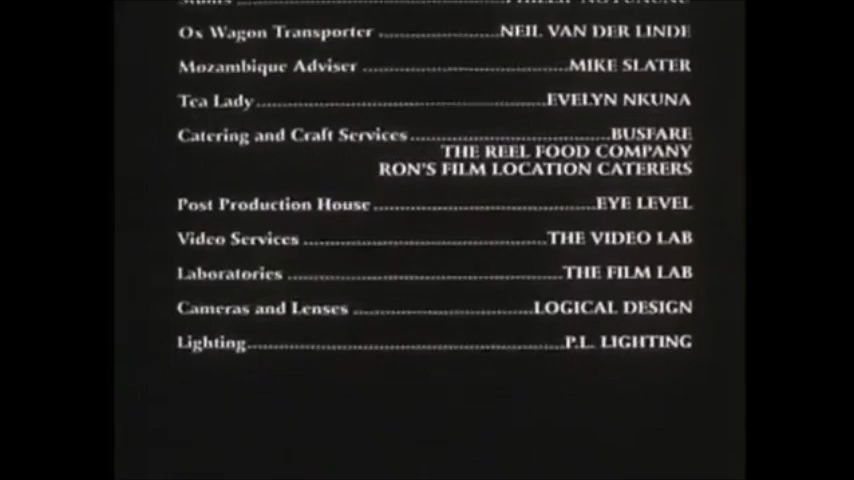 Ox Wagon Transporter NEIL VAN DER LINDE
Mozambique Adviser MIKE SLATER
Tea Lady EVELYN NKUNA
Catering and Craft Services BUSFARE
THE REEL FOOD COMPANY
RON'S FILM LOCATION CATERERS
Post Production House EYE LEVEL
Video Services THE VIDEO LAB
Laboratories THE FILM LAB
Cameras and Lenses LOGICAL DESIGN
Lighting P.L. LIGHTING